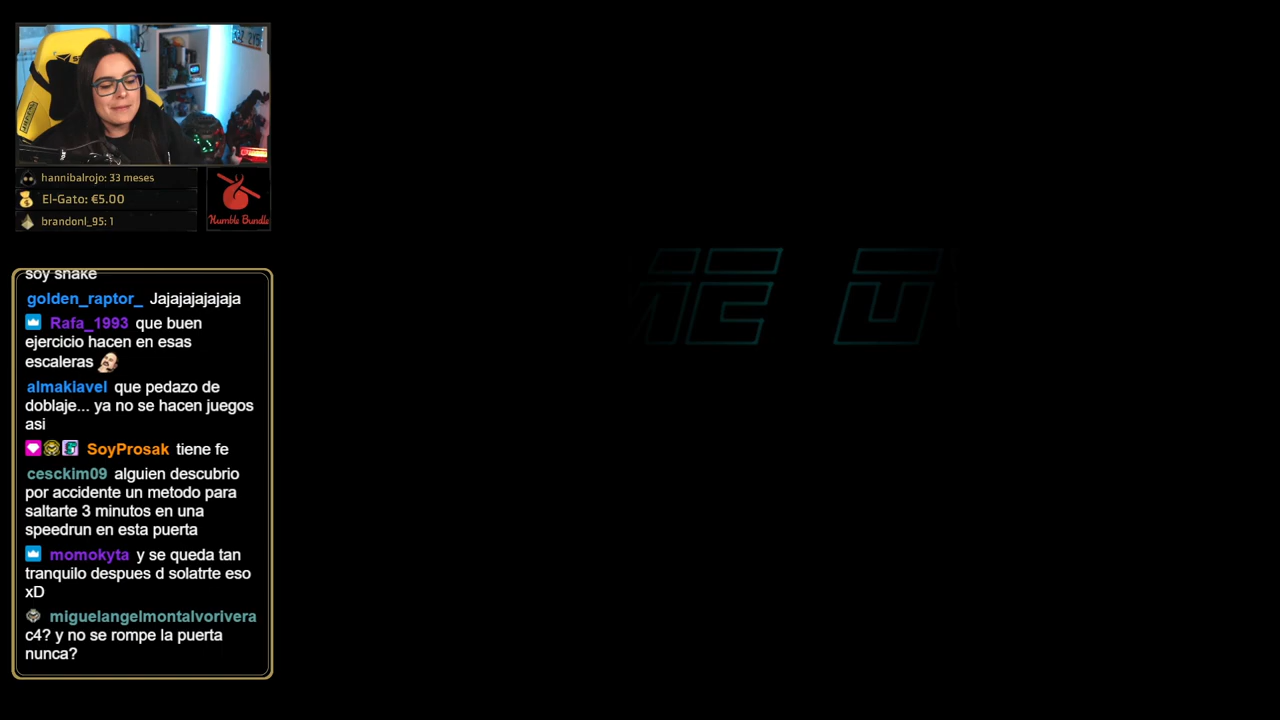 hannibalrojo: 33 meses
El-Gato: €5.00
brandonl_95: 1
Humble Bundle
soy snake
golden_raptor_ Jajajajajajaja
Rafa_1993 que buen
ejercicio hacen en esas
escaleras
almakiavel que pedazo de
doblaje... ya no se hacen juegos
asi
SoyProsak tiene fe
cesckim09 alguien descubrio
por accidente un metodo para
saltarte 3 minutos en una
speedrun en esta puerta
momokyta y se queda tan
tranquilo despues d solatrte eso
xD
miguelangelmontalvorivera
c4? y no se rompe la puerta
nunca?